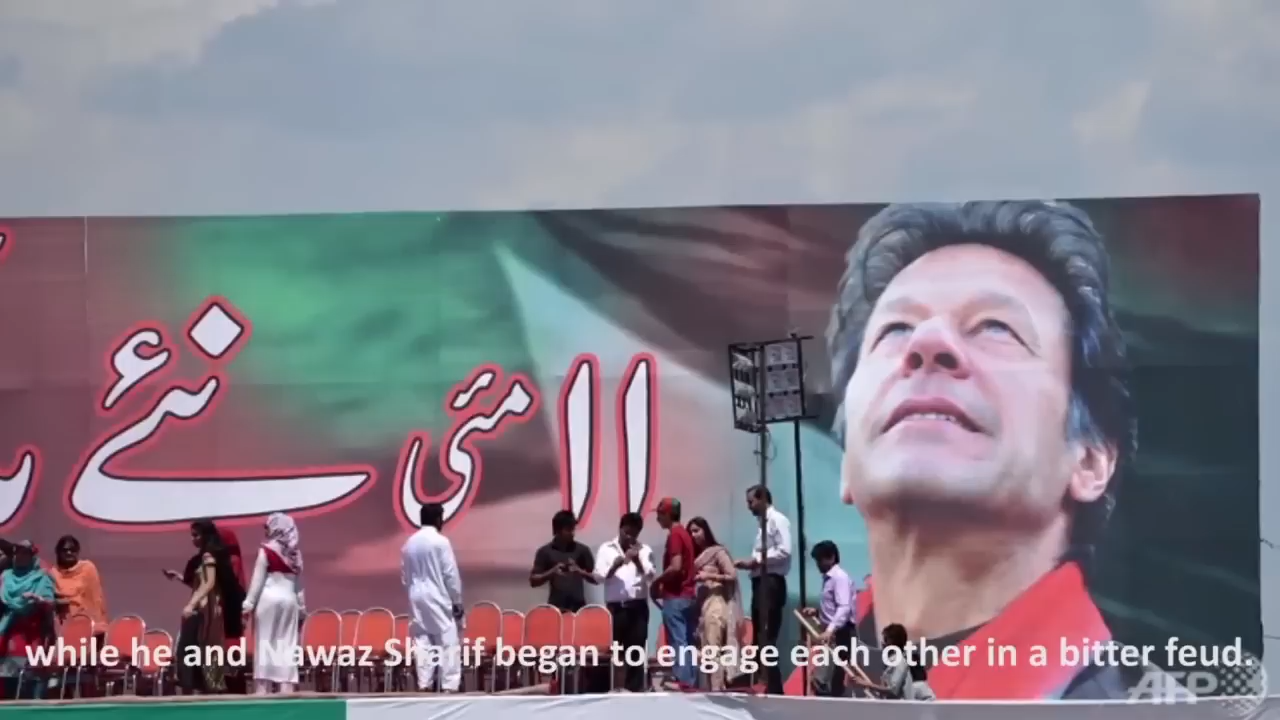 ۱۱ مئی نئے
while he and Nawaz Sharif began to engage each other in a bitter feud.
AFP